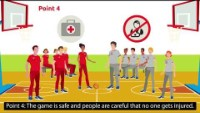 Point 4
Point 4: The game is safe and people are careful that no one gets injured.